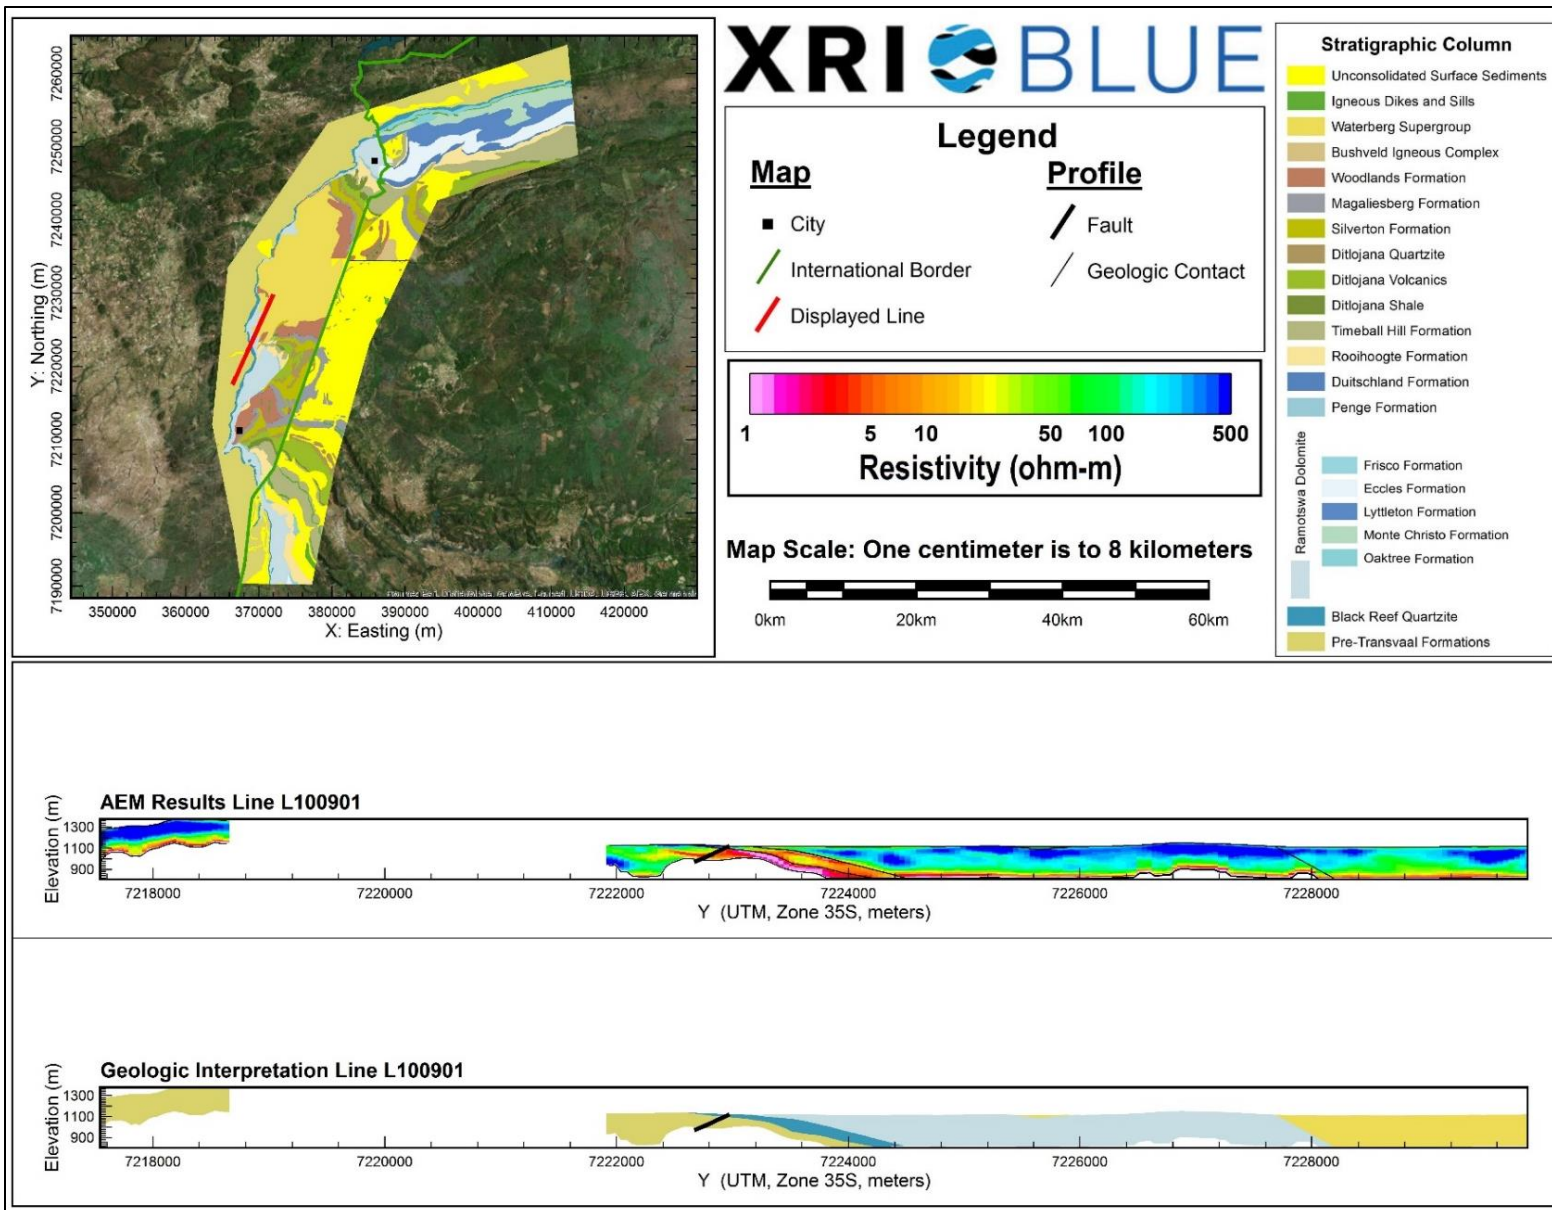 XRI BLUE
Y: Northing (m)
7260000
7250000
7240000
7230000
7220000
7210000
7200000
7190000
350000 360000 370000 380000 390000 400000 410000 420000
X: Easting (m)
Legend
Map
City
International Border
Displayed Line
Profile
Fault
Geologic Contact
1 5 10 50 100 500
Resistivity (ohm-m)
Map Scale: One centimeter is to 8 kilometers
0km 20km 40km 60km
Stratigraphic Column
Unconsolidated Surface Sediments
Igneous Dikes and Sills
Waterberg Supergroup
Bushveld Igneous Complex
Woodlands Formation
Magaliesberg Formation
Silverton Formation
Ditlojana Quartzite
Ditlojana Volcanics
Ditlojana Shale
Timeball Hill Formation
Rooihoogte Formation
Duitschland Formation
Penge Formation
Ramotswa Dolomite
Frisco Formation
Eccles Formation
Lyttleton Formation
Monte Christo Formation
Oaktree Formation
Black Reef Quartzite
Pre-Transvaal Formations
AEM Results Line L100901
Elevation (m)
1300
1100
900
7218000 7220000 7222000 7224000 7226000 7228000
Y (UTM, Zone 35S, meters)
Geologic Interpretation Line L100901
Elevation (m)
1300
1100
900
7218000 7220000 7222000 7224000 7226000 7228000
Y (UTM, Zone 35S, meters)